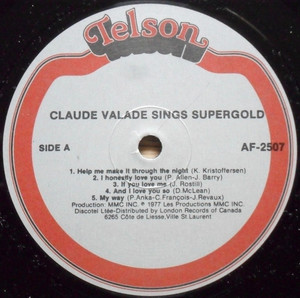 Telson
CLAUDE VALADE SINGS SUPERGOLD
SIDE A
AF-2507
1. Help me make it through the night (K. Kristoffersen)
2. I honestly love you (P. Allen-J. Barry)
3. If you love me (J. Rostill)
4. And I love you so (D.McLean)
5. My way (P.Anka-C.François-J.Revaux)
Production: MMC INC. ℗ 1977 Les Productions MMC INC.
Discotel Ltée-Distributed by London Records of Canada
6265 Côte de Liesse,Ville St.Laurent